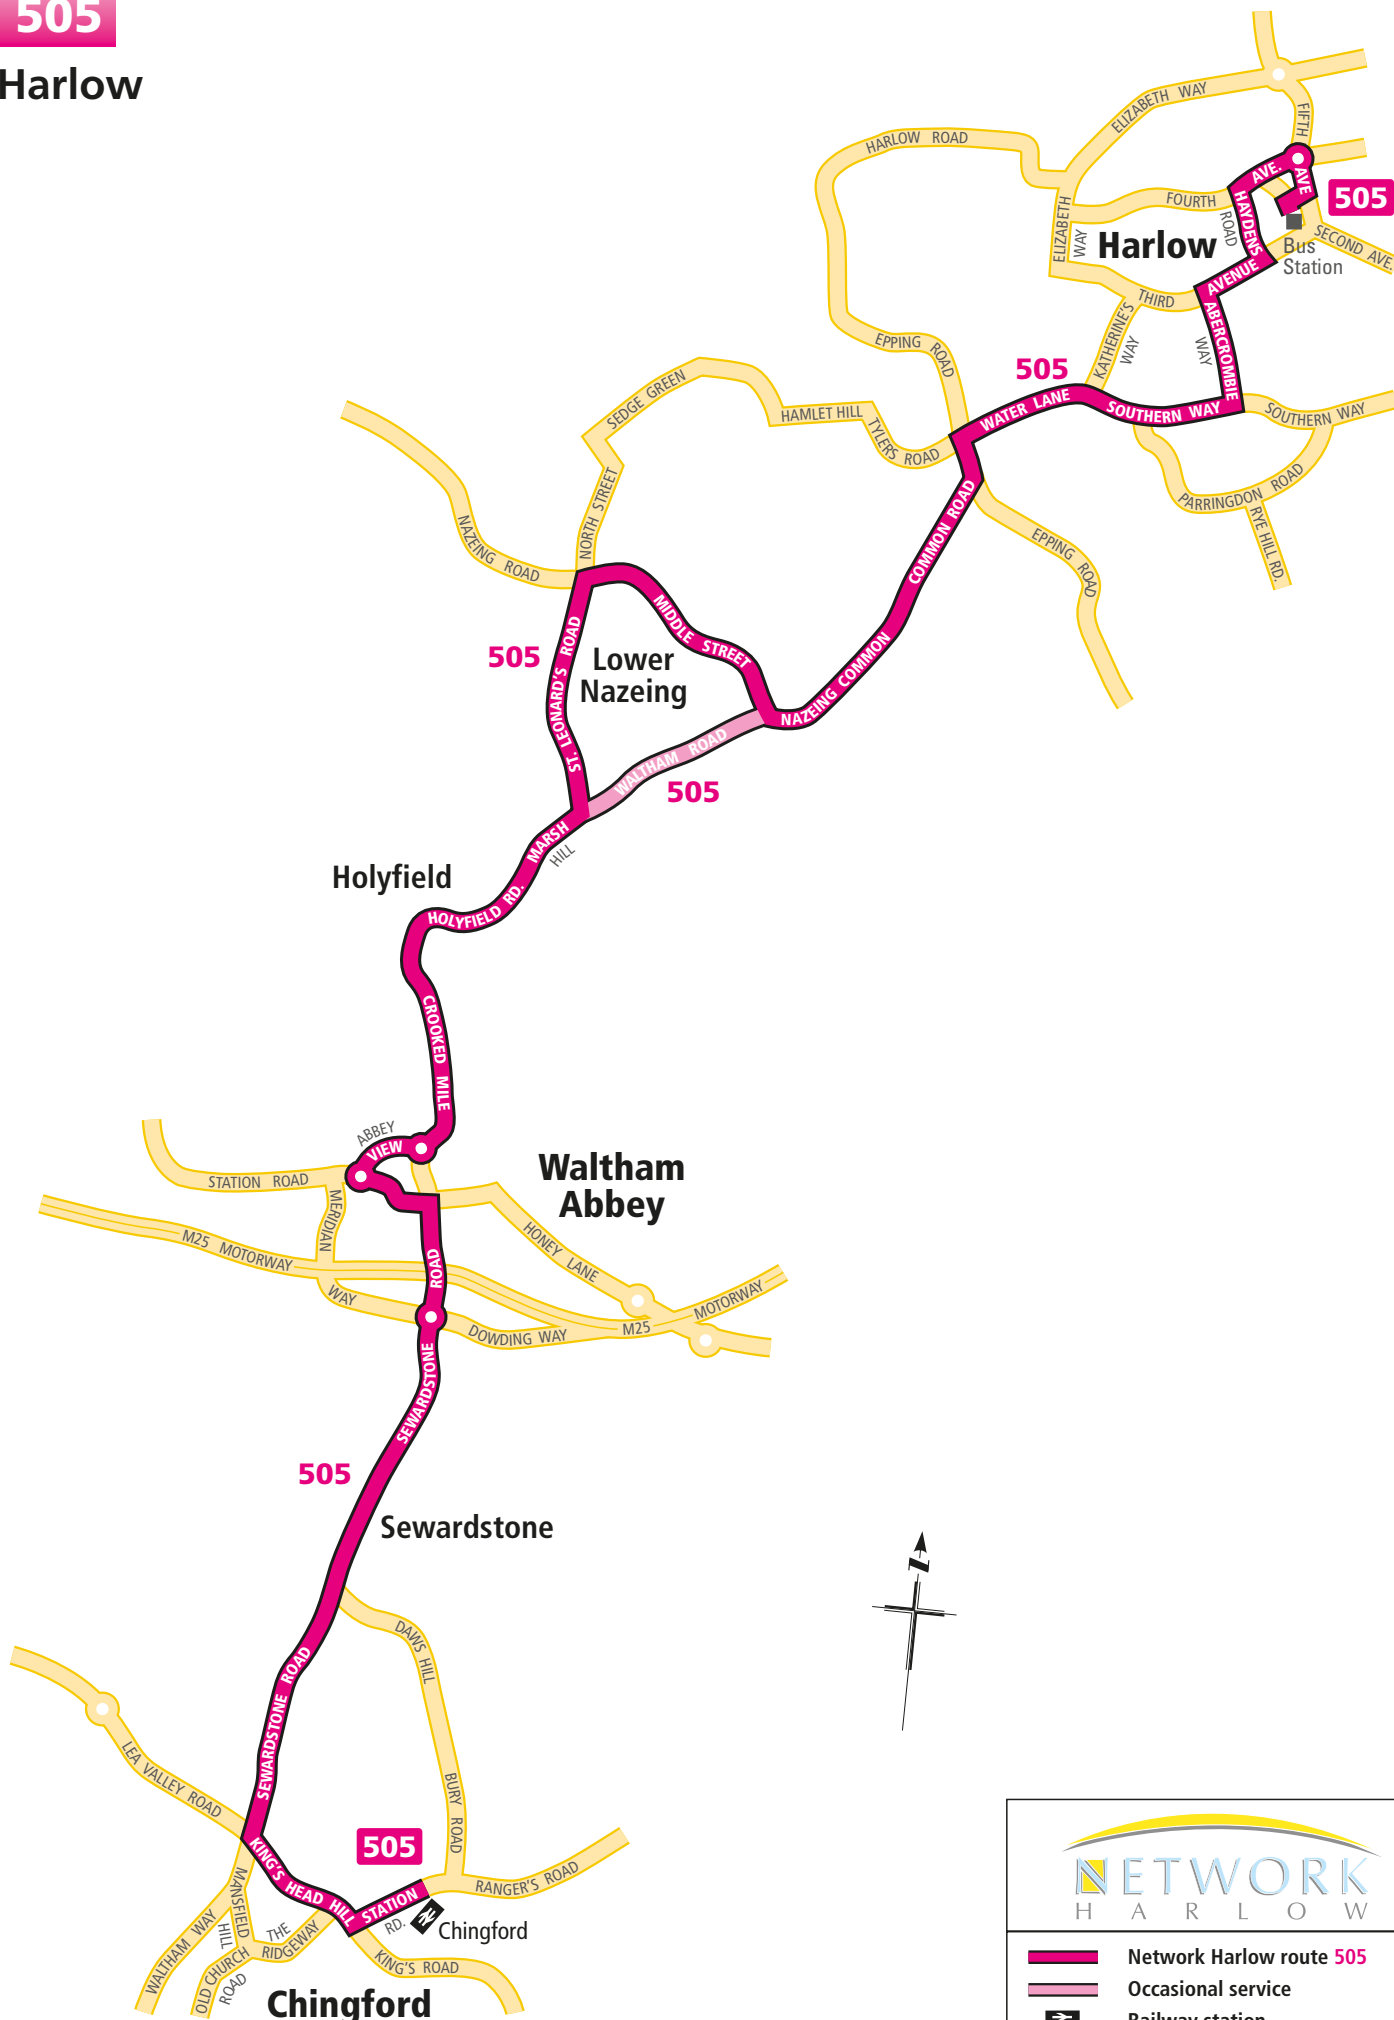 505
Harlow
ELIZABETH WAY
FIFTH
AVE
HARLOW ROAD
AVE.
FOURTH
ROAD
HAYDENS
505
ELIZABETH
WAY
Harlow
Bus
Station
SECOND AVE.
AVENUE
THIRD
KATHERINE'S
WAY
WAY
ABERCROMBIE
EPPING ROAD
505
WATER LANE
SOUTHERN WAY
SOUTHERN WAY
SEDGE GREEN
HAMLET HILL
TYLERS ROAD
PARRINGDON ROAD
RYE HILL RD.
NORTH STREET
NAZEING ROAD
COMMON ROAD
EPPING ROAD
MIDDLE STREET
505
ST. LEONARD'S ROAD
Lower
Nazeing
NAZEING COMMON
WALTHAM ROAD
505
MARSH
HILL
Holyfield
HOLYFIELD RD.
CROOKED MILE
ABBEY
VIEW
Waltham
Abbey
STATION ROAD
MERIDIAN
WAY
M25 MOTORWAY
HONEY LANE
ROAD
MOTORWAY
M25
DOWDING WAY
SEWARDSTONE
505
Sewardstone
N
DAWS HILL
SEWARDSTONE ROAD
LEA VALLEY ROAD
BURY ROAD
505
KING'S HEAD HILL
STATION
RD.
RANGER'S ROAD
Chingford
MANSFIELD
HILL
THE
RIDGEWAY
WALTHAM WAY
OLD CHURCH
ROAD
KING'S ROAD
Chingford
NETWORK
HARLOW
Network Harlow route 505
Occasional service
Railway station